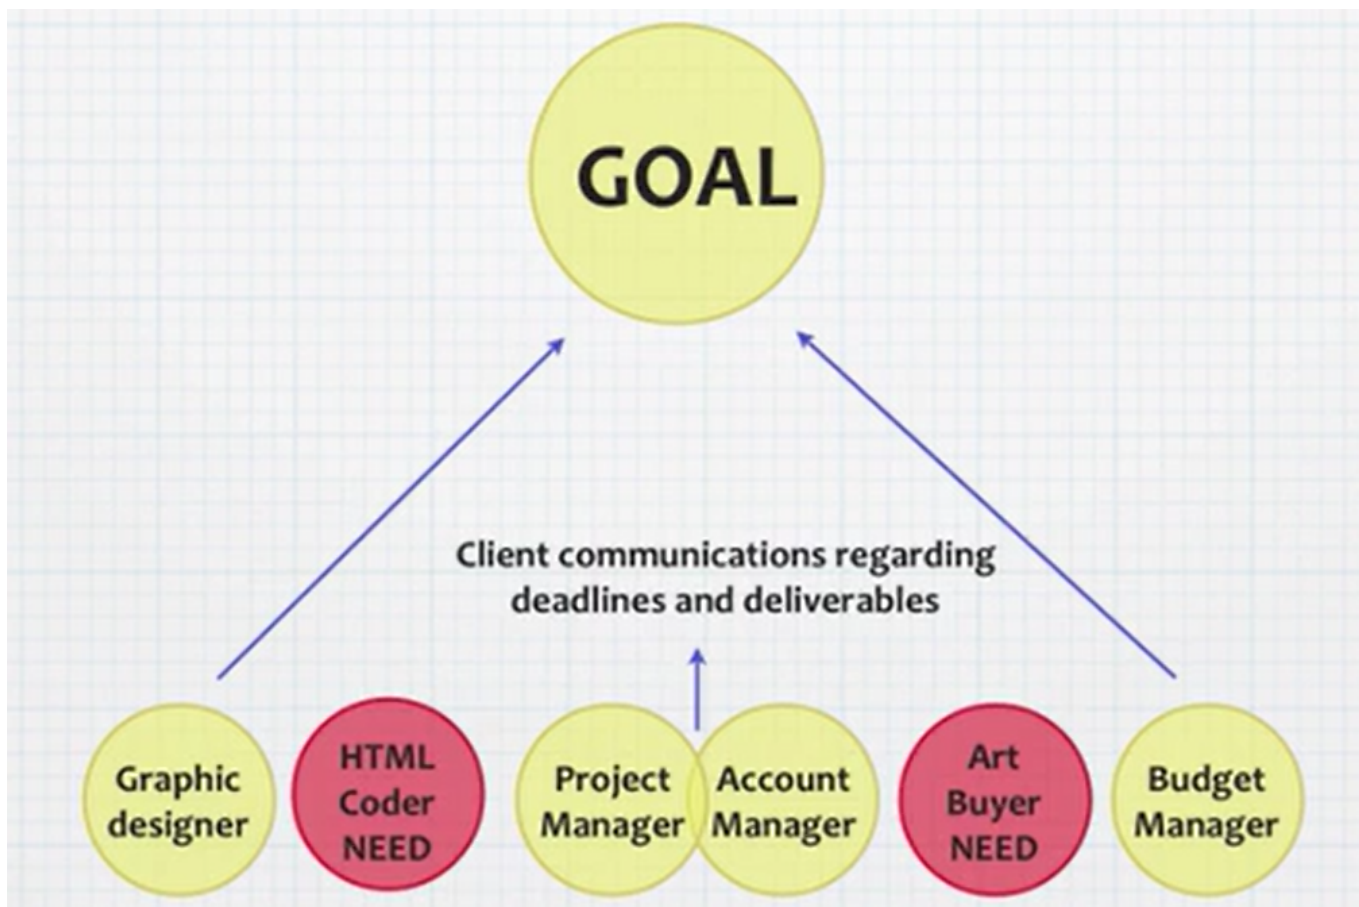 GOAL
Client communications regarding
deadlines and deliverables
Graphic
designer
HTML
Coder
NEED
Project
Manager
Account
Manager
Art
Buyer
NEED
Budget
Manager